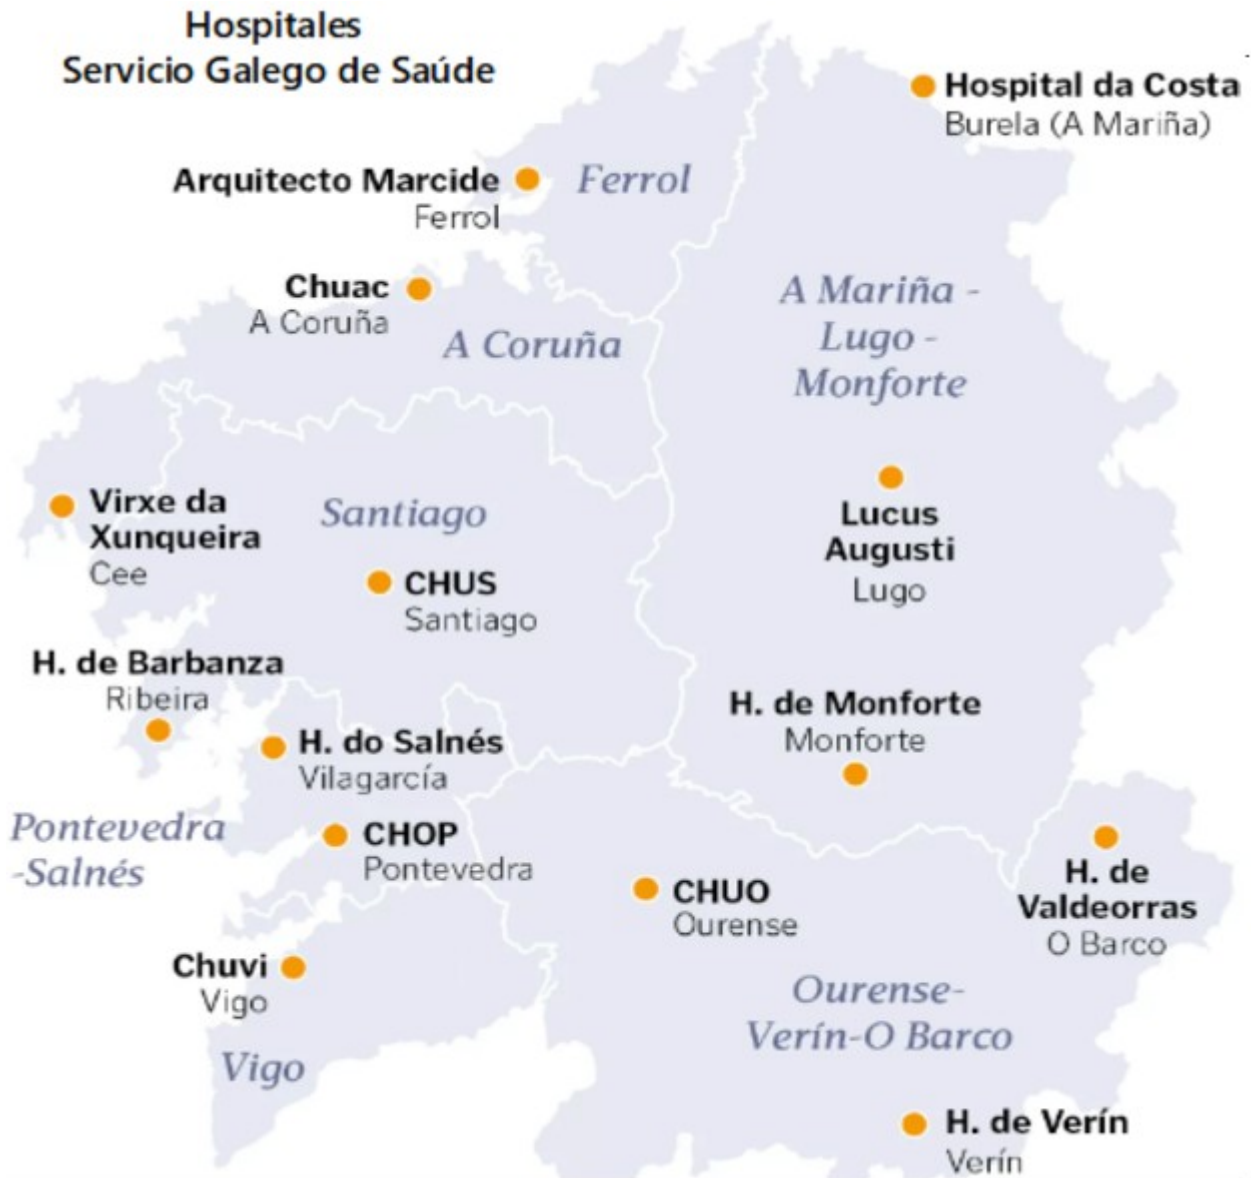 Hospitales
Servicio Galego de Saúde
Hospital da Costa
Burela (A Mariña)
Arquitecto Marcide
Ferrol
Ferrol
Chuac
A Coruña
A Coruña
A Mariña -
Lugo -
Monforte
Virxe da
Xunqueira
Cee
Santiago
CHUS
Santiago
Lucus
Augusti
Lugo
H. de Barbanza
Ribeira
H. do Salnés
Vilagarcía
H. de Monforte
Monforte
Pontevedra
-Salnés
CHOP
Pontevedra
CHUO
Ourense
H. de
Valdeorras
O Barco
Chuvi
Vigo
Vigo
Ourense-
Verín-O Barco
H. de Verín
Verín